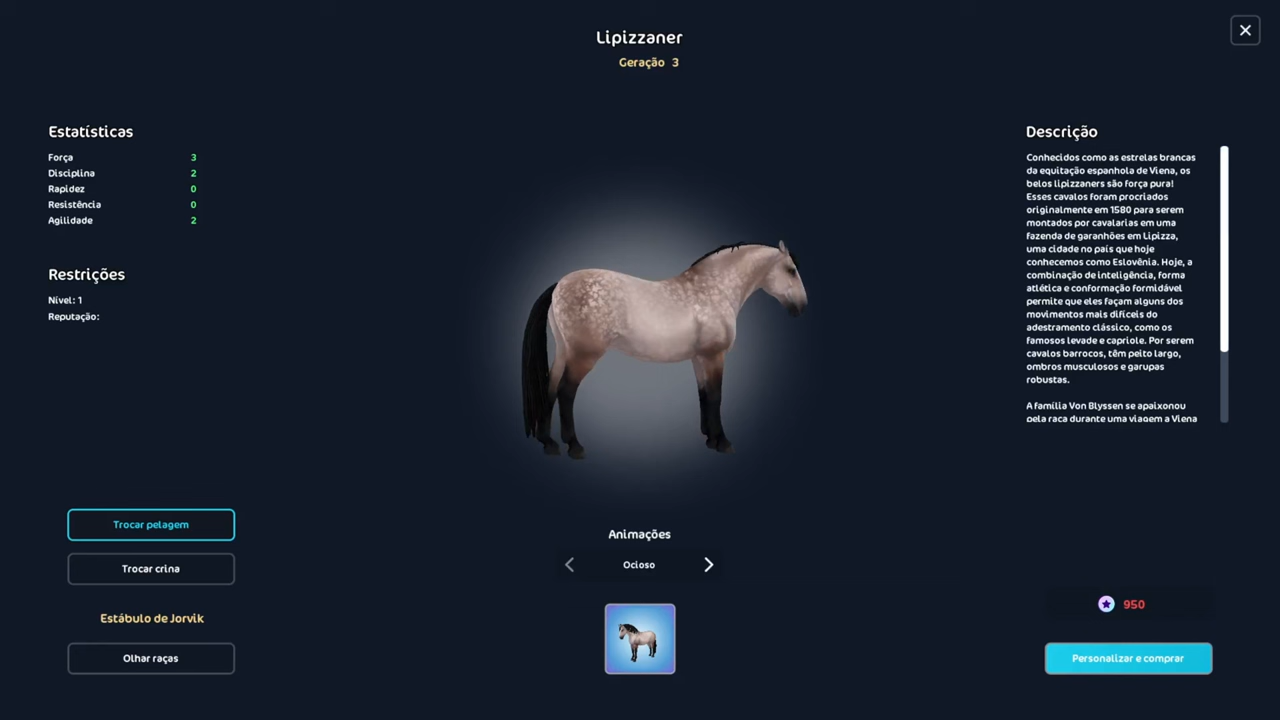 Lipizzaner
Geração 3
Estatísticas
Força 3
Disciplina 2
Rapidez 0
Resistência 0
Agilidade 2
Restrições
Nível: 1
Reputação:
Trocar pelagem
Trocar crina
Estábulo de Jorvik
Olhar raças
Animações
Ocioso
Descrição
Conhecidos como as estrelas brancas
da equitação espanhola de Viena, os
belos lipizzaners são força pura!
Esses cavalos foram procriados
originalmente em 1580 para serem
montados por cavalarias em uma
fazenda de garanhões em Lipizza,
uma cidade no país que hoje
conhecemos como Eslovênia. Hoje, a
combinação de inteligência, forma
atlética e conformação formidável
permite que eles façam alguns dos
movimentos mais difíceis do
adestramento clássico, como os
famosos levade e capriole. Por serem
cavalos barrocos, têm peito largo,
ombros musculosos e garupas
robustas.
A família Von Blyssen se apaixonou
pela raça durante uma viagem a Viena
950
Personalizar e comprar